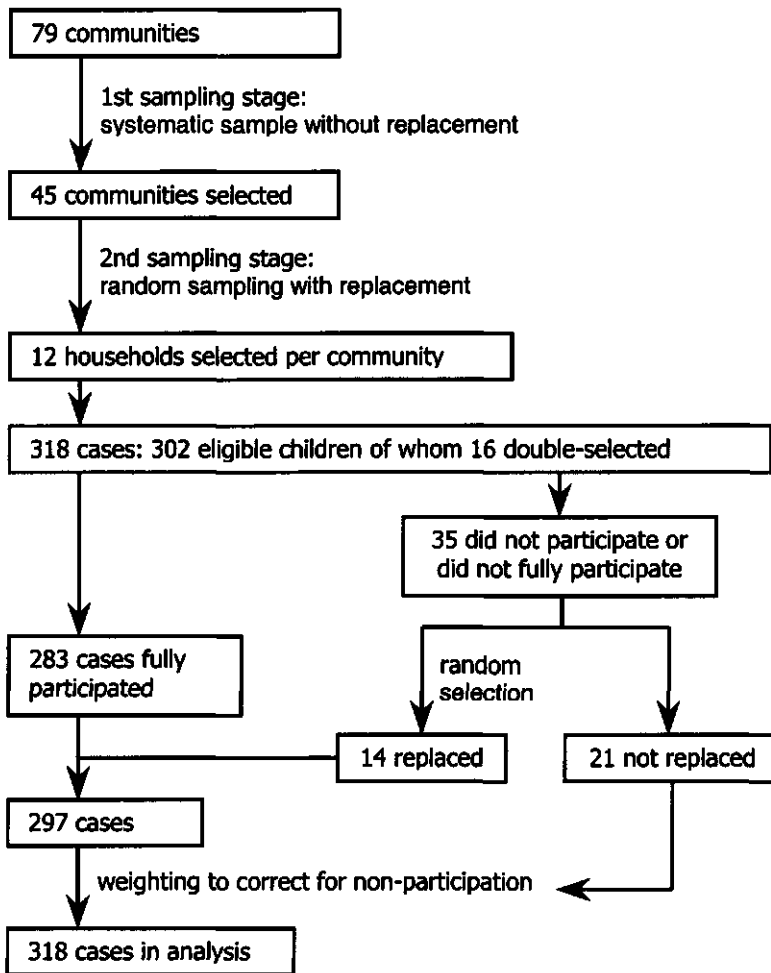 79 communities
1st sampling stage:
systematic sample without replacement
45 communities selected
2nd sampling stage:
random sampling with replacement
12 households selected per community
318 cases: 302 eligible children of whom 16 double-selected
35 did not participate or
did not fully participate
283 cases fully
participated
random
selection
14 replaced
21 not replaced
297 cases
weighting to correct for non-participation
318 cases in analysis